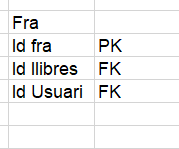 Fra
Id fra PK
Id llibres FK
Id Usuari FK